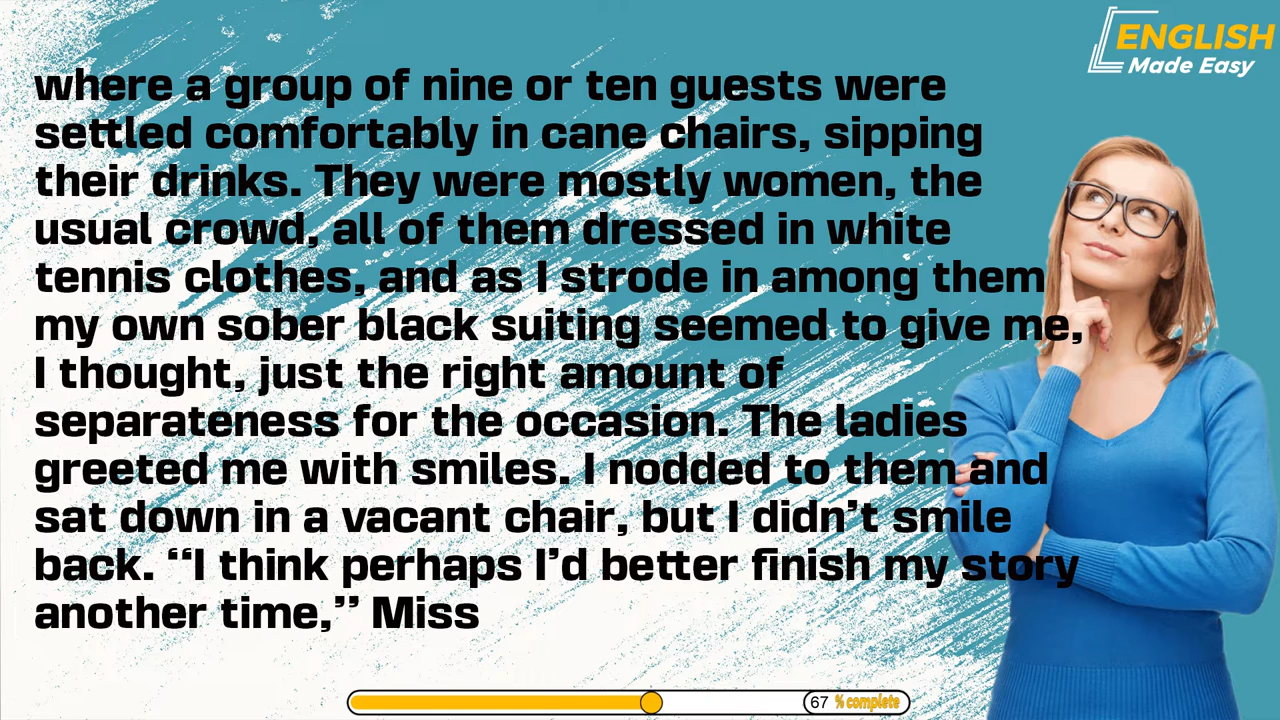 ENGLISH
Made Easy
where a group of nine or ten guests were
settled comfortably in cane chairs, sipping
their drinks. They were mostly women, the
usual crowd, all of them dressed in white
tennis clothes, and as I strode in among them
my own sober black suiting seemed to give me,
I thought, just the right amount of
separateness for the occasion. The ladies
greeted me with smiles. I nodded to them and
sat down in a vacant chair, but I didn’t smile
back. “I think perhaps I’d better finish my story
another time,” Miss
67 % complete